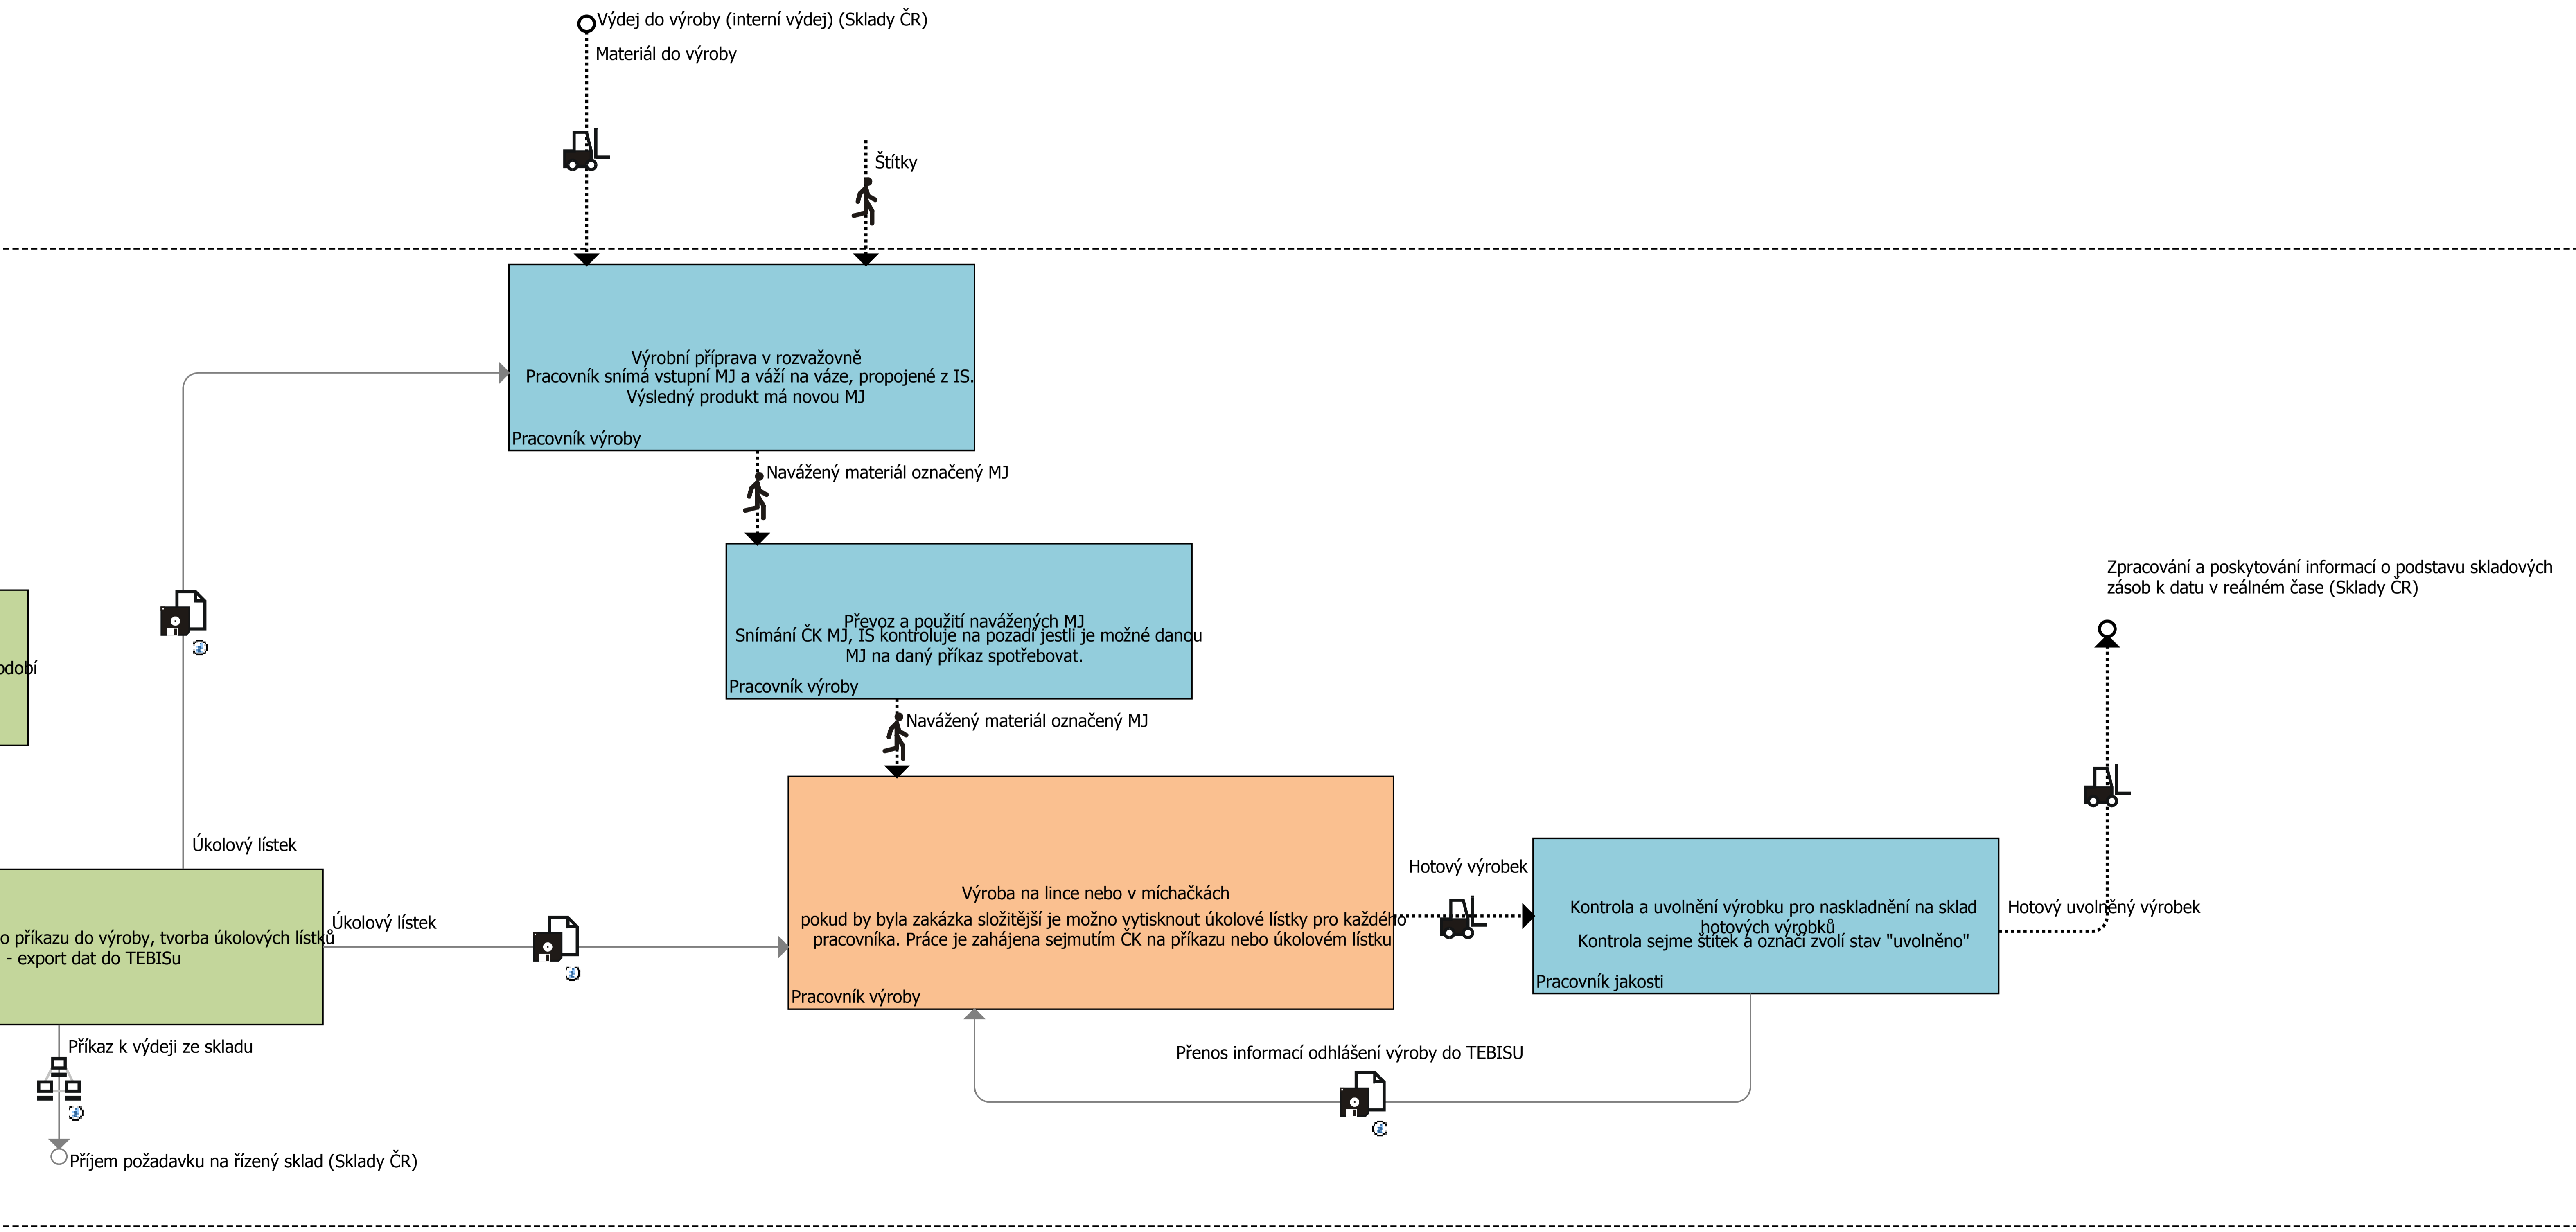 Výdej do výroby (interní výdej) (Sklady ČR)
Materiál do výroby
Štítky
Výrobní příprava v rozvažovně
Pracovník snímá vstupní MJ a váží na váze, propojené z IS.
Výsledný produkt má novou MJ
Pracovník výroby
Navážený materiál označený MJ
Převoz a použití navážených MJ
Snímání ČK MJ, IS kontroluje na pozadí jestli je možné danou
MJ na daný příkaz spotřebovat.
Pracovník výroby
Zpracování a poskytování informací o podstavu skladových
zásob k datu v reálném čase (Sklady ČR)
Navážený materiál označený MJ
Úkolový lístek
Výroba na lince nebo v míchačkách
pokud by byla zakázka složitější je možno vytisknout úkolové lístky pro každého
pracovníka. Práce je zahájena sejmutím ČK na příkazu nebo úkolovém lístku
Pracovník výroby
Hotový výrobek
Kontrola a uvolnění výrobku pro naskladnění na sklad
hotových výrobků
Kontrola sejme štítek a označí zvolí stav "uvolněno"
Pracovník jakosti
Hotový uvolněný výrobek
Úkolový lístek
příkazu do výroby, tvorba úkolových lístků
- export dat do TEBISu
Příkaz k výdeji ze skladu
Přenos informací odhlášení výroby do TEBISU
Příjem požadavku na řízený sklad (Sklady ČR)